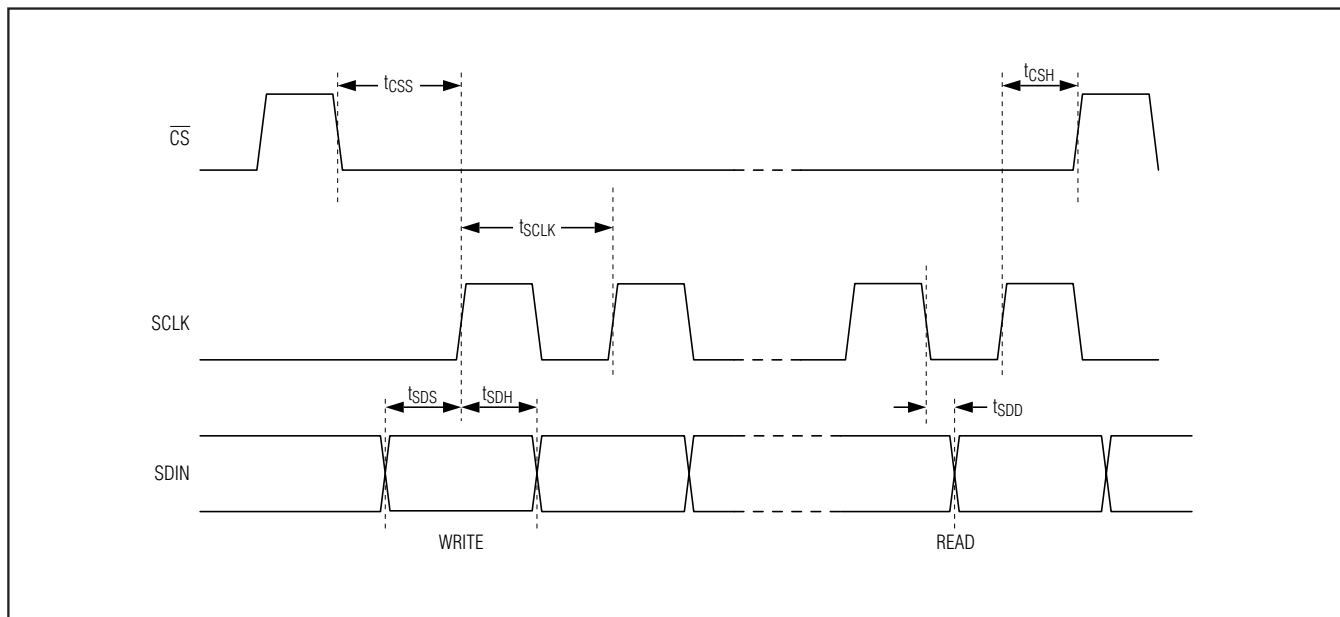 tCSS
tCSH
CS
tSCLK
SCLK
tSDS
tSDH
tSDD
SDIN
WRITE
READ